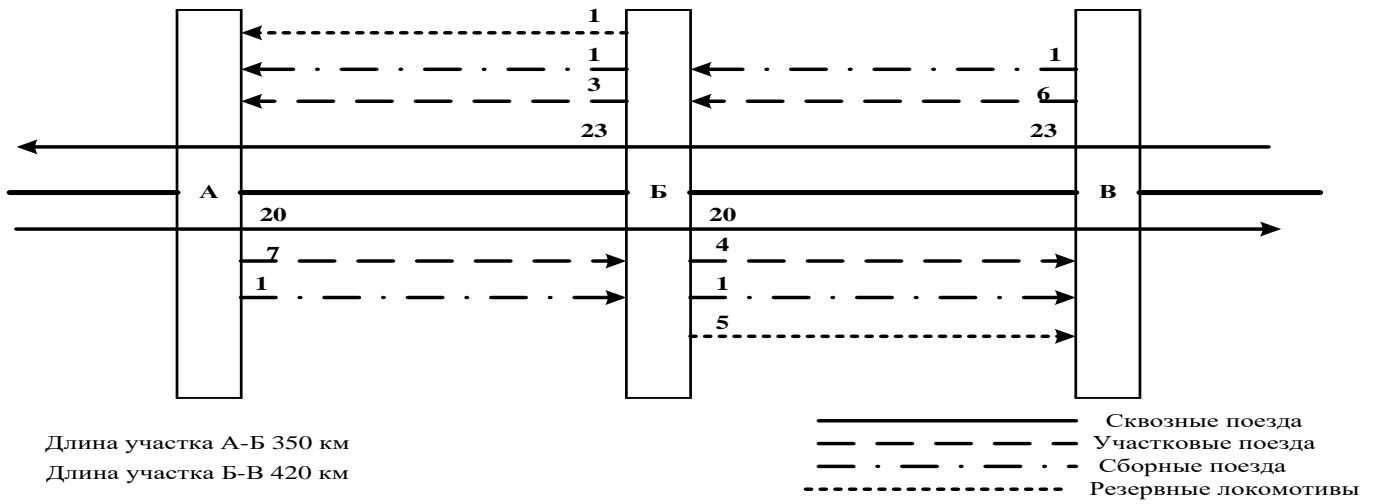 1
1 1
3 6
23 23
А Б В
20 20
7 4
1 1
5
Длина участка А-Б 350 км
Длина участка Б-В 420 км
Сквозные поезда
Участковые поезда
Сборные поезда
Резервные локомотивы